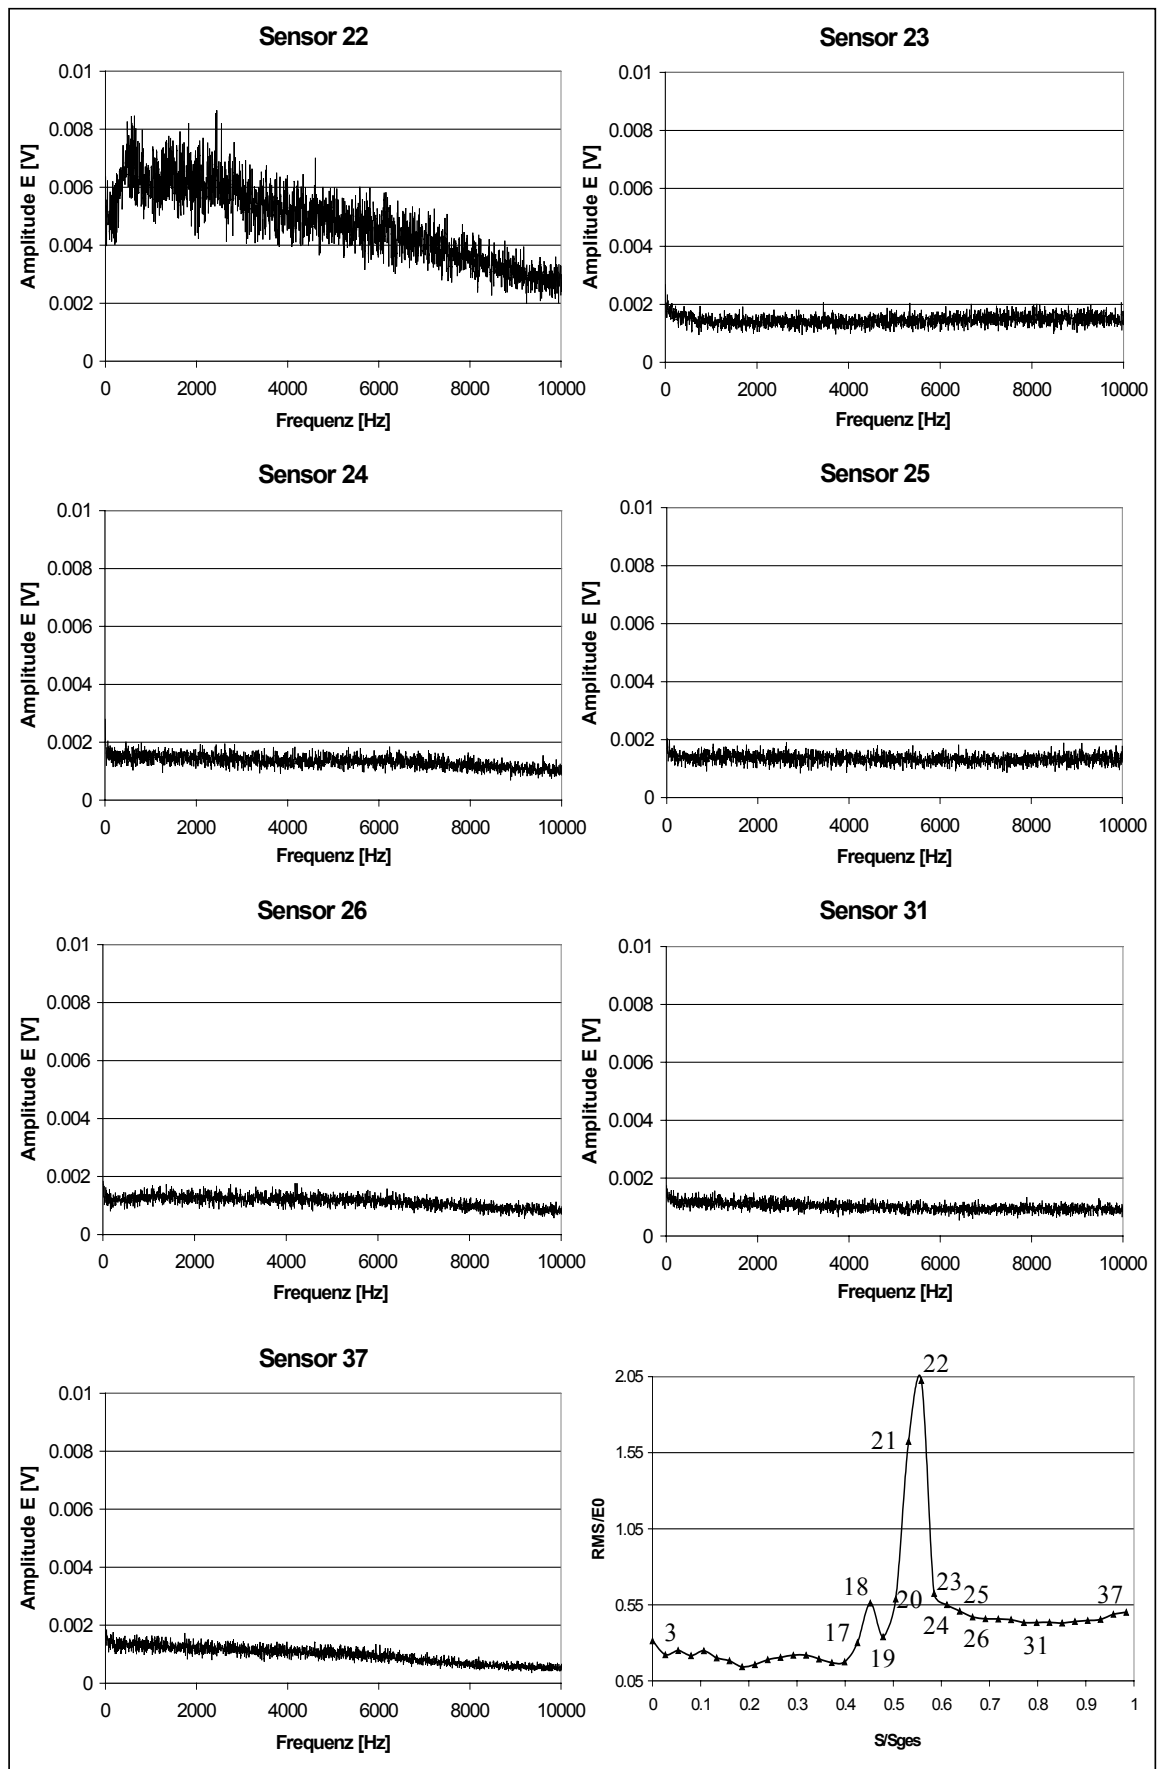 Sensor 22
0.01
0.008
0.006
0.004
0.002
0
Amplitude E [V]
0 2000 4000 6000 8000 10000
Frequenz [Hz]
Sensor 23
0.01
0.008
0.006
0.004
0.002
0
Amplitude E [V]
0 2000 4000 6000 8000 10000
Frequenz [Hz]
Sensor 24
0.01
0.008
0.006
0.004
0.002
0
Amplitude E [V]
0 2000 4000 6000 8000 10000
Frequenz [Hz]
Sensor 25
0.01
0.008
0.006
0.004
0.002
0
Amplitude E [V]
0 2000 4000 6000 8000 10000
Frequenz [Hz]
Sensor 26
0.01
0.008
0.006
0.004
0.002
0
Amplitude E [V]
0 2000 4000 6000 8000 10000
Frequenz [Hz]
Sensor 31
0.01
0.008
0.006
0.004
0.002
0
Amplitude E [V]
0 2000 4000 6000 8000 10000
Frequenz [Hz]
Sensor 37
0.01
0.008
0.006
0.004
0.002
0
Amplitude E [V]
0 2000 4000 6000 8000 10000
Frequenz [Hz]
2.05
1.55
1.05
0.55
0.05
RMS/E0
22
21
18
23
25
20
37
17
3
19
24
26
31
0 0.1 0.2 0.3 0.4 0.5 0.6 0.7 0.8 0.9 1
S/Sges